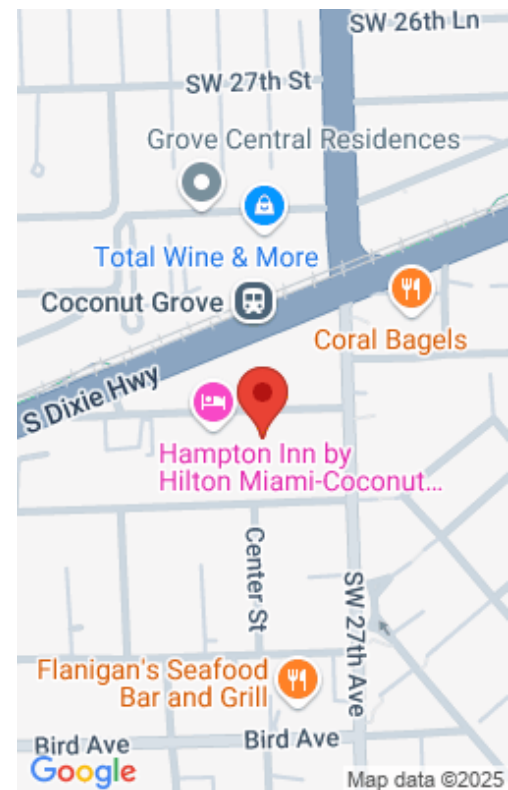 SW 26th Ln
SW 27th St
Grove Central Residences
Total Wine & More
Coconut Grove
Coral Bagels
S Dixie Hwy
Hampton Inn by
Hilton Miami-Coconut...
Center St
SW 27th Ave
Flanigan's Seafood
Bar and Grill
Bird Ave
Bird Ave
Google
Map data ©2025